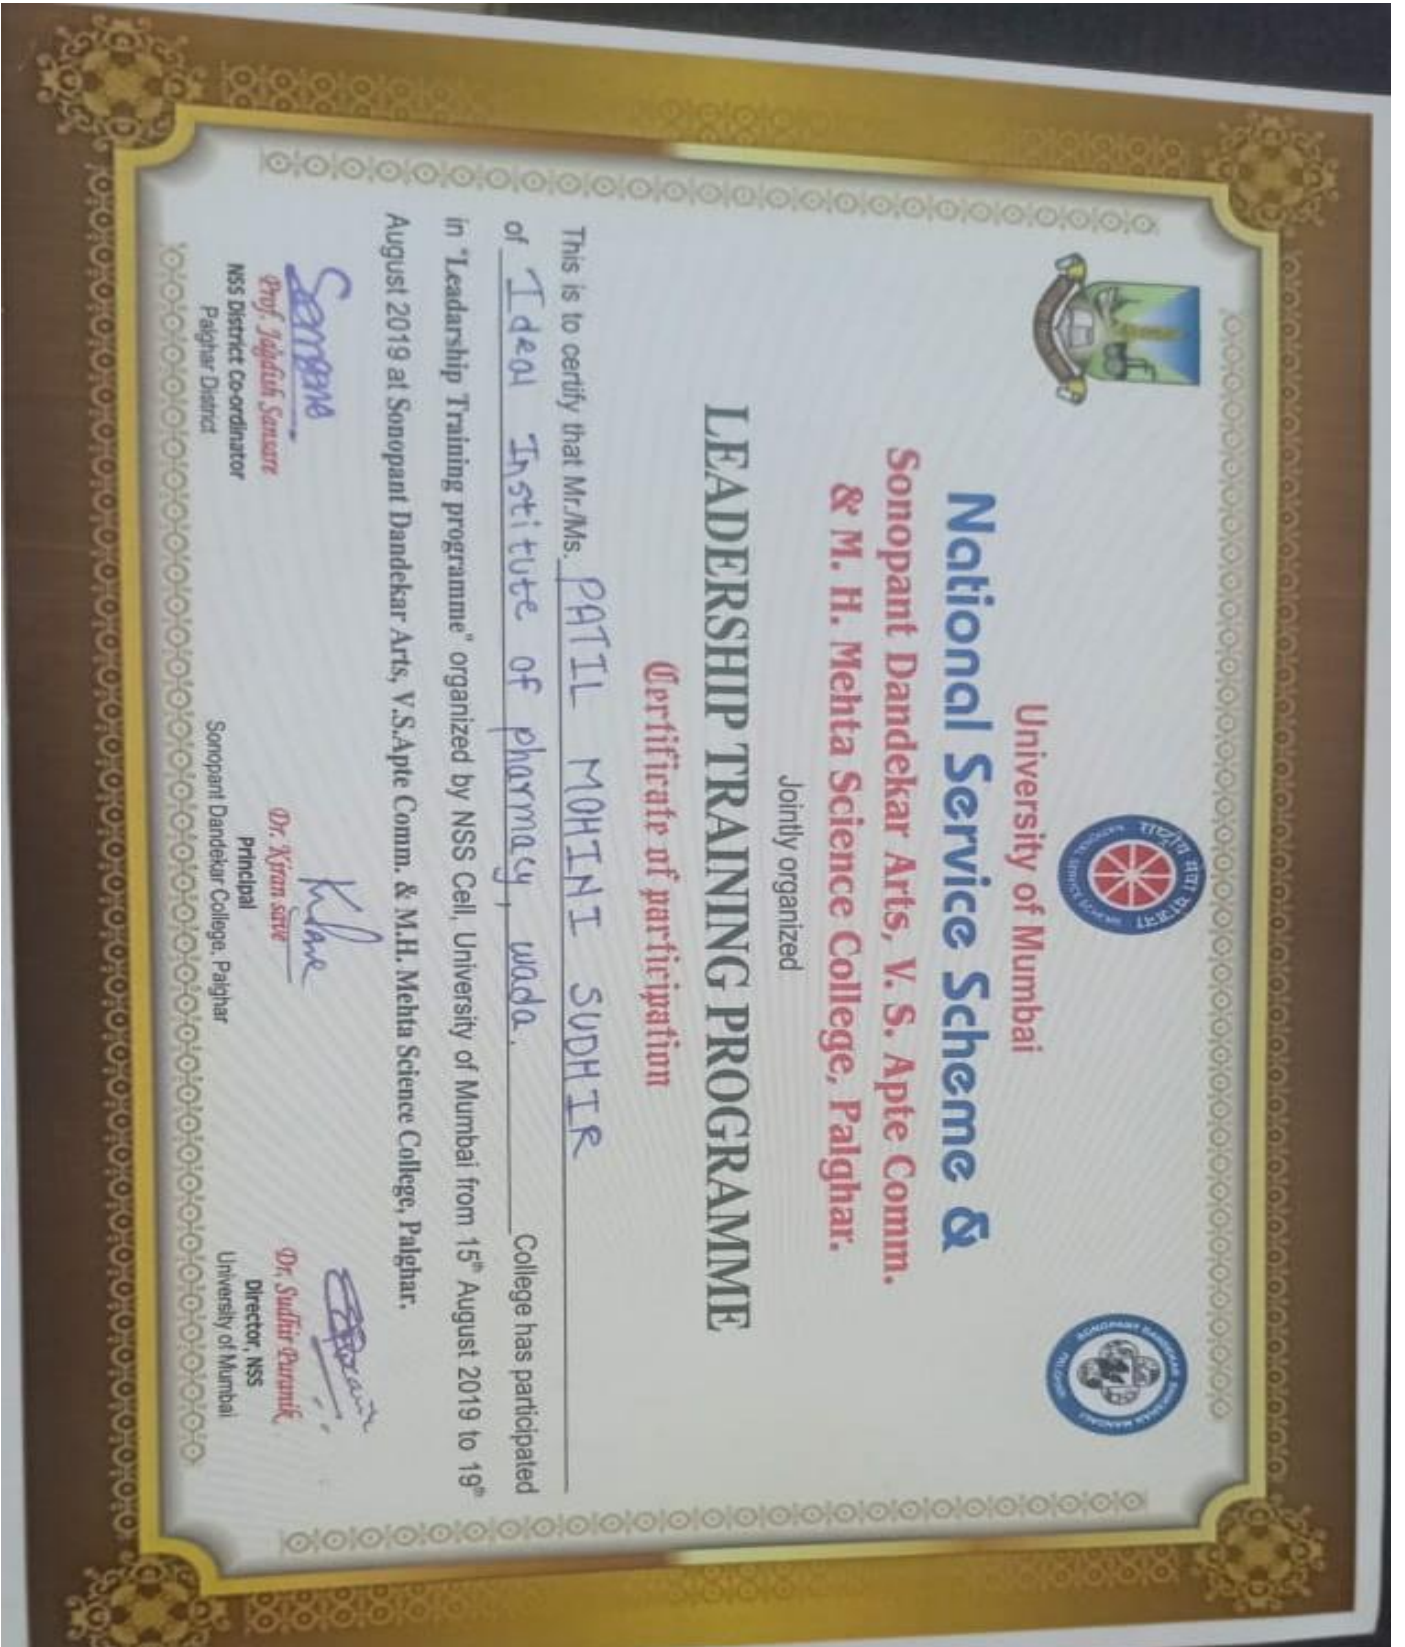 University of Mumbai
National Service Scheme &
Sonopant Dandekar Arts, V. S. Apte Comm.
& M. H. Mehta Science College, Palghar.
Jointly organized
LEADERSHIP TRAINING PROGRAMME
Certificate of participation
This is to certify that Mr./Ms. PATIL MOHINI SUDHIR
of Ideal Institute of pharmacy, wada. College has participated
in "Leadarship Training programme" organized by NSS Cell, University of Mumbai from 15th August 2019 to 19th
August 2019 at Sonopant Dandekar Arts, V.S.Apte Comm. & M.H. Mehta Science College, Palghar.
Prof. Jagdish Sansare
NSS District Co-ordinator
Palghar District
Dr. Kiran save
Principal
Sonopant Dandekar College, Palghar
Dr. Sudhir Puranik
Director, NSS
University of Mumbai